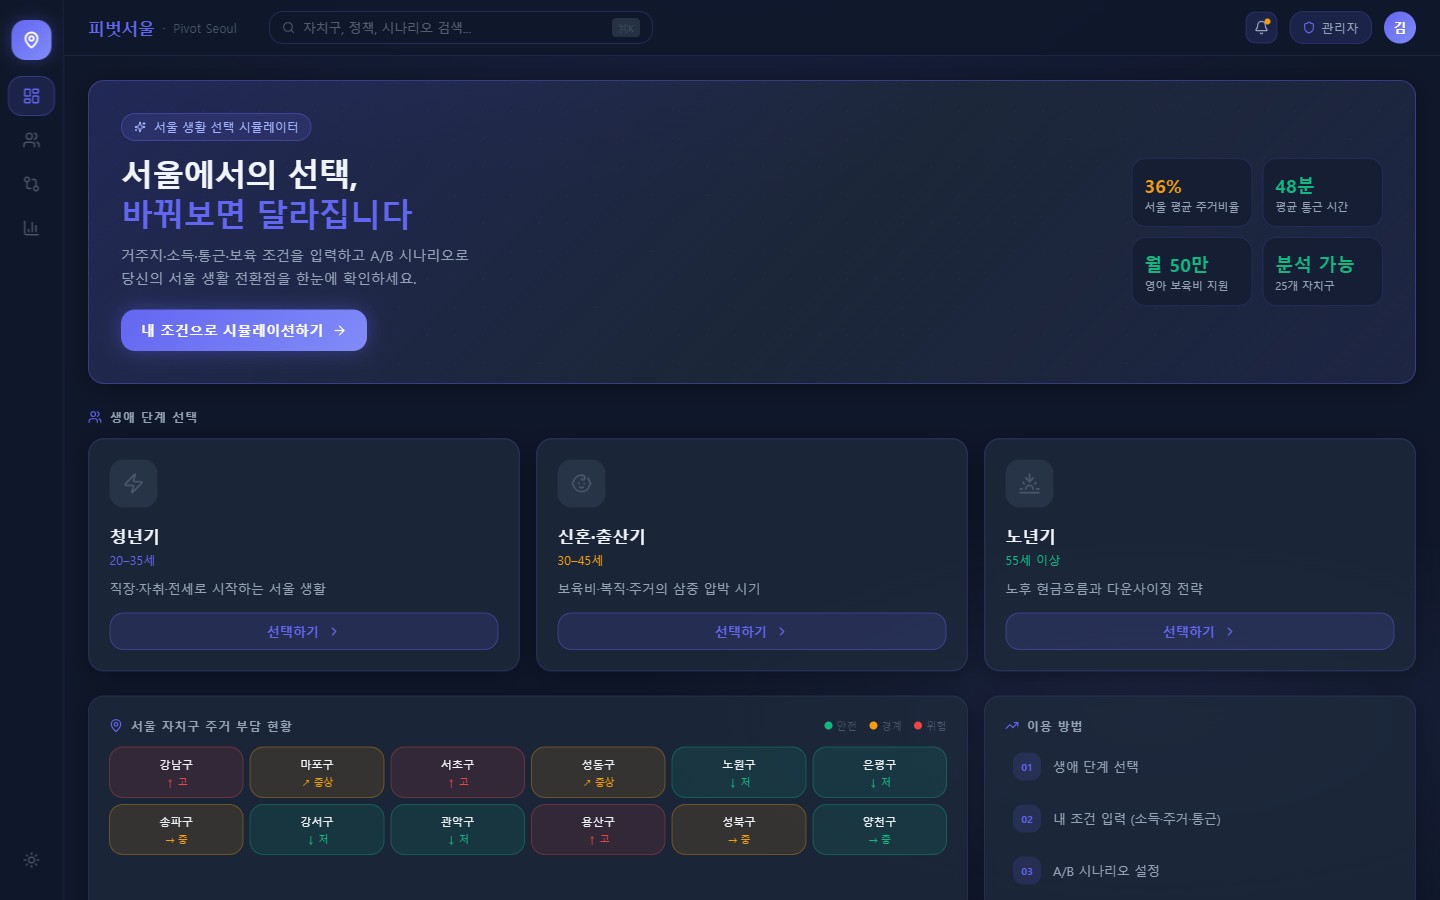 피벗서울 · Pivot Seoul
자치구, 정책, 시나리오 검색... ⌘K
관리자
김
서울 생활 선택 시뮬레이터
서울에서의 선택,
바꿔보면 달라집니다
거주지·소득·통근·보육 조건을 입력하고 A/B 시나리오로
당신의 서울 생활 전환점을 한눈에 확인하세요.
내 조건으로 시뮬레이션하기 →
36%
서울 평균 주거비율
48분
평균 통근 시간
월 50만
영아 보육비 지원
분석 가능
25개 자치구
생애 단계 선택
청년기
20–35세
직장·자취·전세로 시작하는 서울 생활
선택하기
신혼·출산기
30–45세
보육비·복직·주거의 삼중 압박 시기
선택하기
노년기
55세 이상
노후 현금흐름과 다운사이징 전략
선택하기
서울 자치구 주거 부담 현황
안전 경계 위험
강남구
↑ 고
마포구
↗ 중상
서초구
↑ 고
성동구
↗ 중상
노원구
↓ 저
은평구
↓ 저
송파구
→ 중
강서구
↓ 저
관악구
↓ 저
용산구
↑ 고
성북구
→ 중
양천구
→ 중
이용 방법
01 생애 단계 선택
02 내 조건 입력 (소득·주거·통근)
03 A/B 시나리오 설정